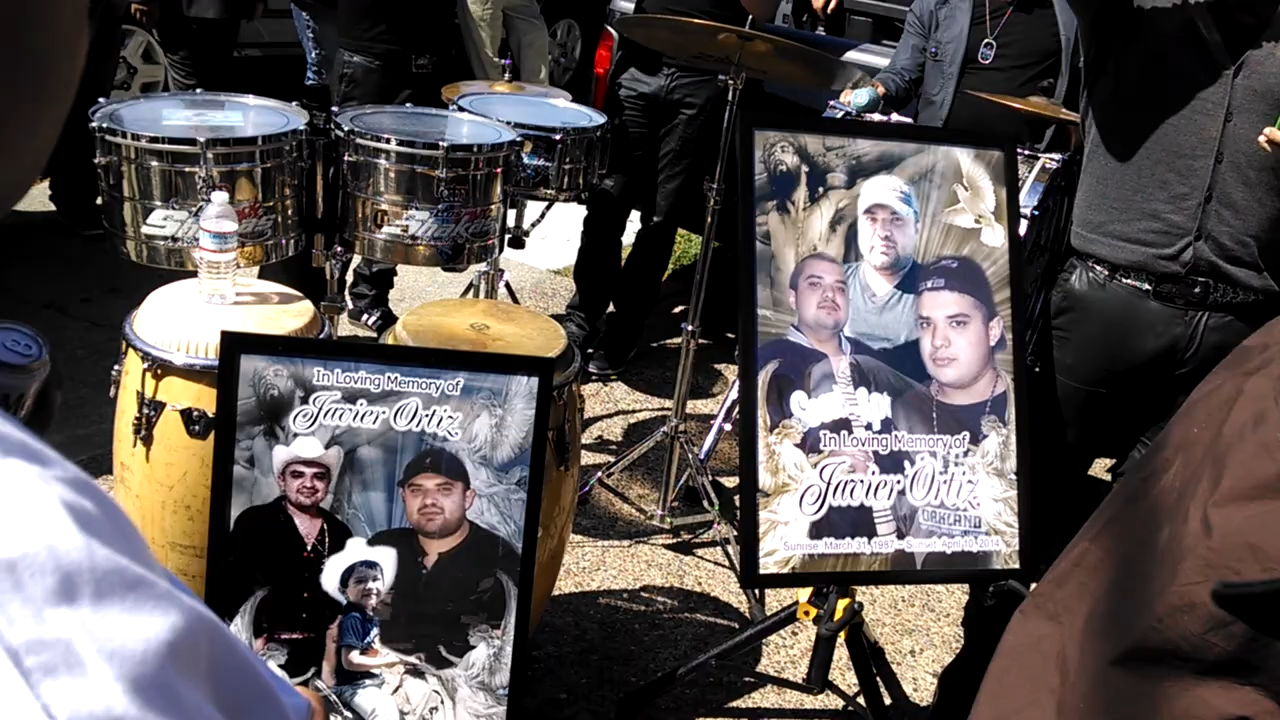 In Loving Memory of
Javier Ortiz
In Loving Memory of
Javier Ortiz
OAKLAND
Sunrise, March 31, 1987 ~ Sunset, April 10, 2014